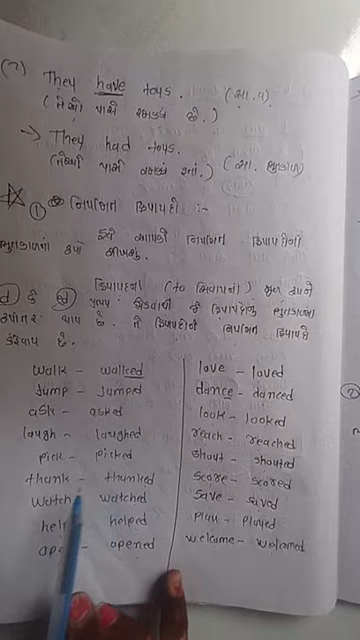 (૧) They have toys. (સા. વ.)
(તેઓ પાસે રમકડાં છે.)
→ They had toys.
(તેઓ પાસે રમકડાં હતાં.) (સા. ભૂતકાળ)
① નિયમિત ક્રિયાપદો :-
હવે આપણે નિયમિત ક્રિયાપદોનાં
ભૂતકાળનાં રૂપો શીખશું.
ક્રિયાપદનાં (to સિવાયનાં) મૂળ રૂપને
d કે ed પ્રત્યય લગાડવાથી જે ક્રિયાપદોનું ભૂતકાળમાં
રૂપાંતર થાય છે. તે ક્રિયાપદોને નિયમિત ક્રિયાપદો
કહેવાય છે.
walk - walked
Jump - Jumped
ask - asked
laugh - laughed
pick - picked
thank - thanked
watch - watched
help - helped
open - opened
love - loved
dance - danced
look - looked
reach - reached
shout - shouted
score - scored
save - saved
Play - Played
welcome - welcomed